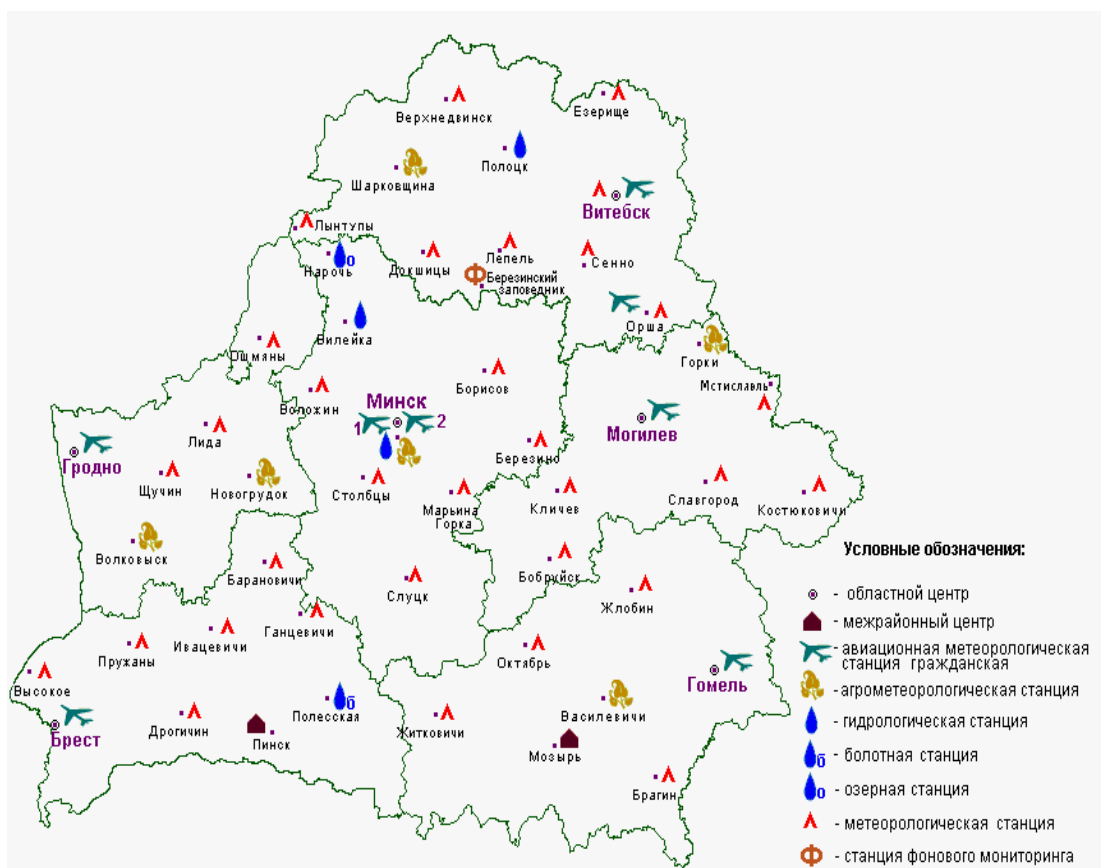 Верхнедвинск
Езерище
Полоцк
Шарковщина
Витебск
Лынтупы
Нарочь
о
Докшицы
Лепель
Сенно
Ф
Березинский
заповедник
Вилейка
Орша
Горки
Ошмяны
Мстиславль
Борисов
Воложин
Минск
1
2
Могилев
Лида
Гродно
Березино
Щучин
Новогрудок
Столбцы
Марьина
Горка
Кличев
Славгород
Костюковичи
Волковыск
Барановичи
Слуцк
Бобруйск
Жлобин
Ганцевичи
Ивацевичи
Пружаны
Октябрь
Высокое
Гомель
б
Полесская
Василевичи
Брест
Дрогичин
Пинск
Житковичи
Мозырь
Брагин
Условные обозначения:
- областной центр
- межрайонный центр
- авиационная метеорологическая
станция гражданская
- агрометеорологическая станция
- гидрологическая станция
б - болотная станция
о - озерная станция
- метеорологическая станция
Ф - станция фонового мониторинга